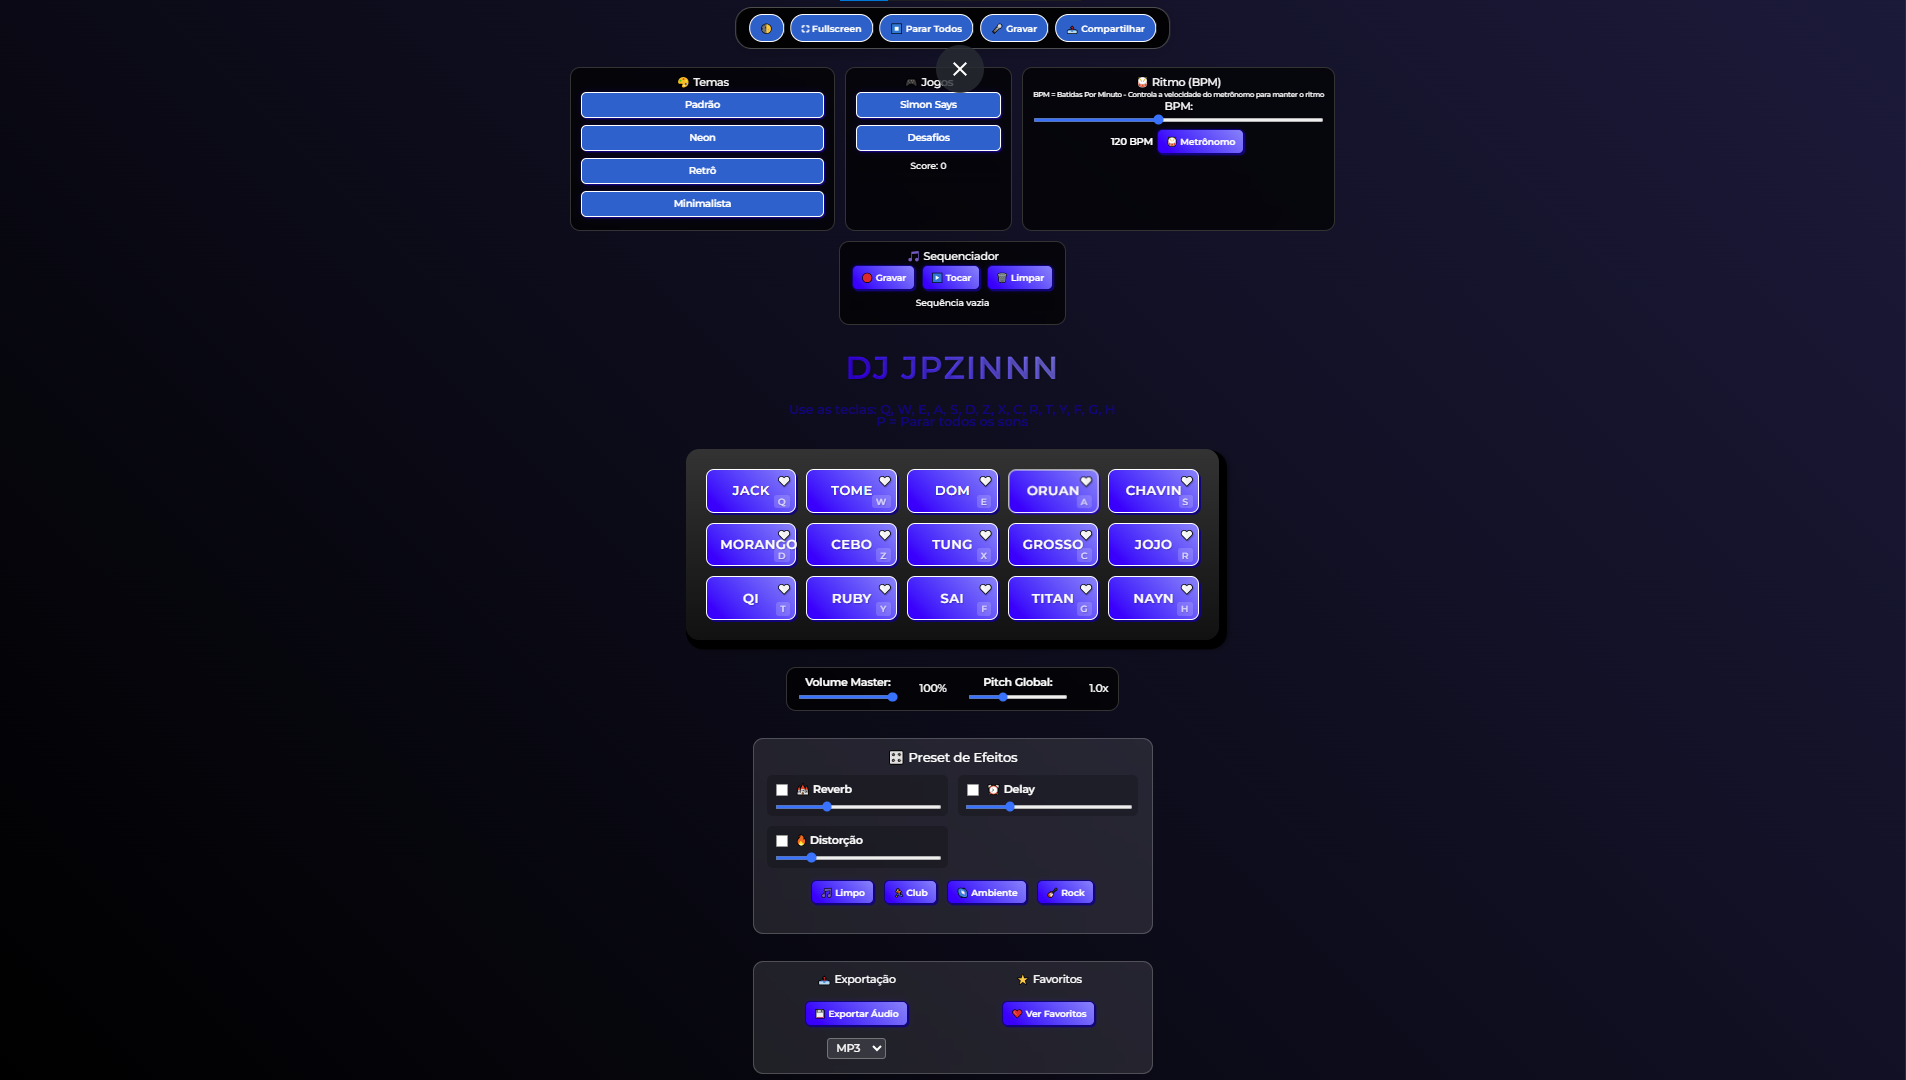 Fullscreen
Parar Todos
Gravar
Compartilhar
Temas
Padrão
Neon
Retrô
Minimalista
Jogos
Simon Says
Desafios
Score: 0
Ritmo (BPM)
BPM = Batidas Por Minuto - Controla a velocidade do metrônomo para manter o ritmo
BPM:
120 BPM
Metrônomo
Sequenciador
Gravar
Tocar
Limpar
Sequência vazia
DJ JPZINNN
Use as teclas: Q, W, E, A, S, D, Z, X, C, R, T, Y, F, G, H
P = Parar todos os sons
JACK Q
TOME W
DOM E
ORUAN A
CHAVIN S
MORANGO D
CEBO Z
TUNG X
GROSSO C
JOJO R
QI T
RUBY Y
SAI F
TITAN G
NAYN H
Volume Master:
100%
Pitch Global:
1.0x
Preset de Efeitos
Reverb
Delay
Distorção
Limpo
Club
Ambiente
Rock
Exportação
Exportar Áudio
MP3
Favoritos
Ver Favoritos